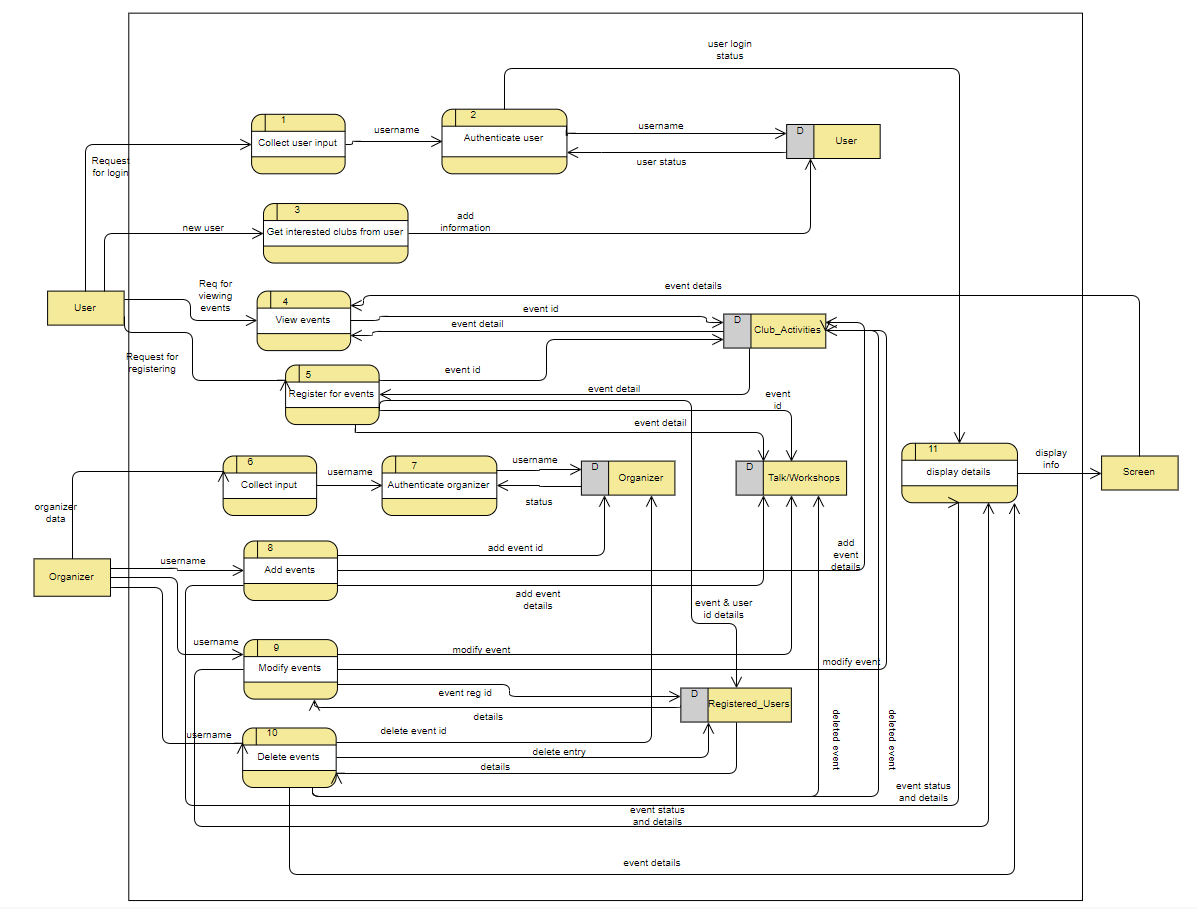 user login
status
1
Collect user input
username
2
Authenticate user
username
user status
D
User
Request
for login
3
Get interested clubs from user
new user
add
information
User
Req for
viewing
events
4
View events
event details
event id
event detail
D
Club_Activities
Request for
registering
5
Register for events
event id
event detail
event
id
event detail
6
Collect input
username
7
Authenticate organizer
username
status
D
Organizer
D
Talk/Workshops
11
display details
display
info
Screen
organizer
data
Organizer
username
8
Add events
add event id
add
event
details
add event
details
event & user
id details
username
9
Modify events
modify event
modify event
event reg id
details
D
Registered_Users
username
10
Delete events
delete event id
delete entry
details
deleted event
deleted event
event status
and details
event status
and details
event details